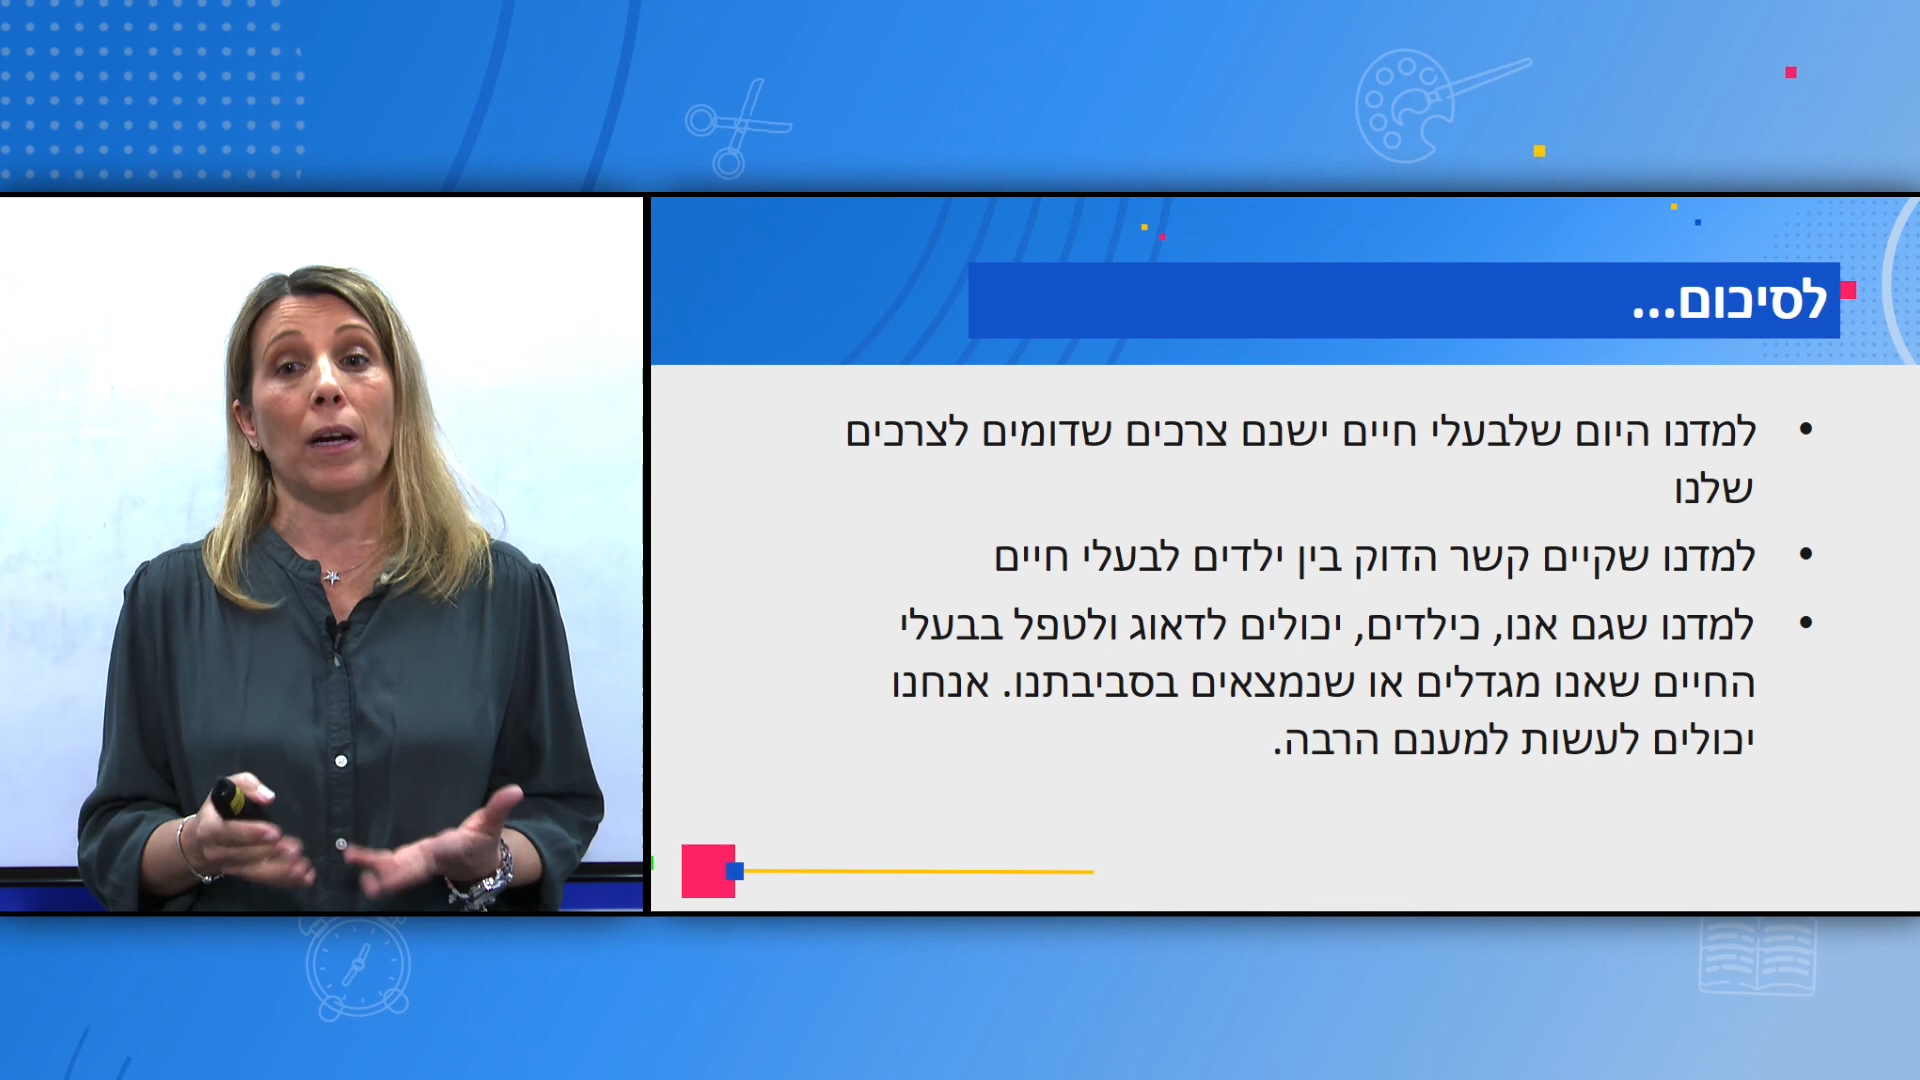 לסיכום...
• למדנו היום שלבעלי חיים ישנם צרכים שדומים לצרכים
שלנו
• למדנו שקיים קשר הדוק בין ילדים לבעלי חיים
• למדנו שגם אנו, כילדים, יכולים לדאוג ולטפל בבעלי
החיים שאנו מגדלים או שנמצאים בסביבתנו. אנחנו
יכולים לעשות למענם הרבה.